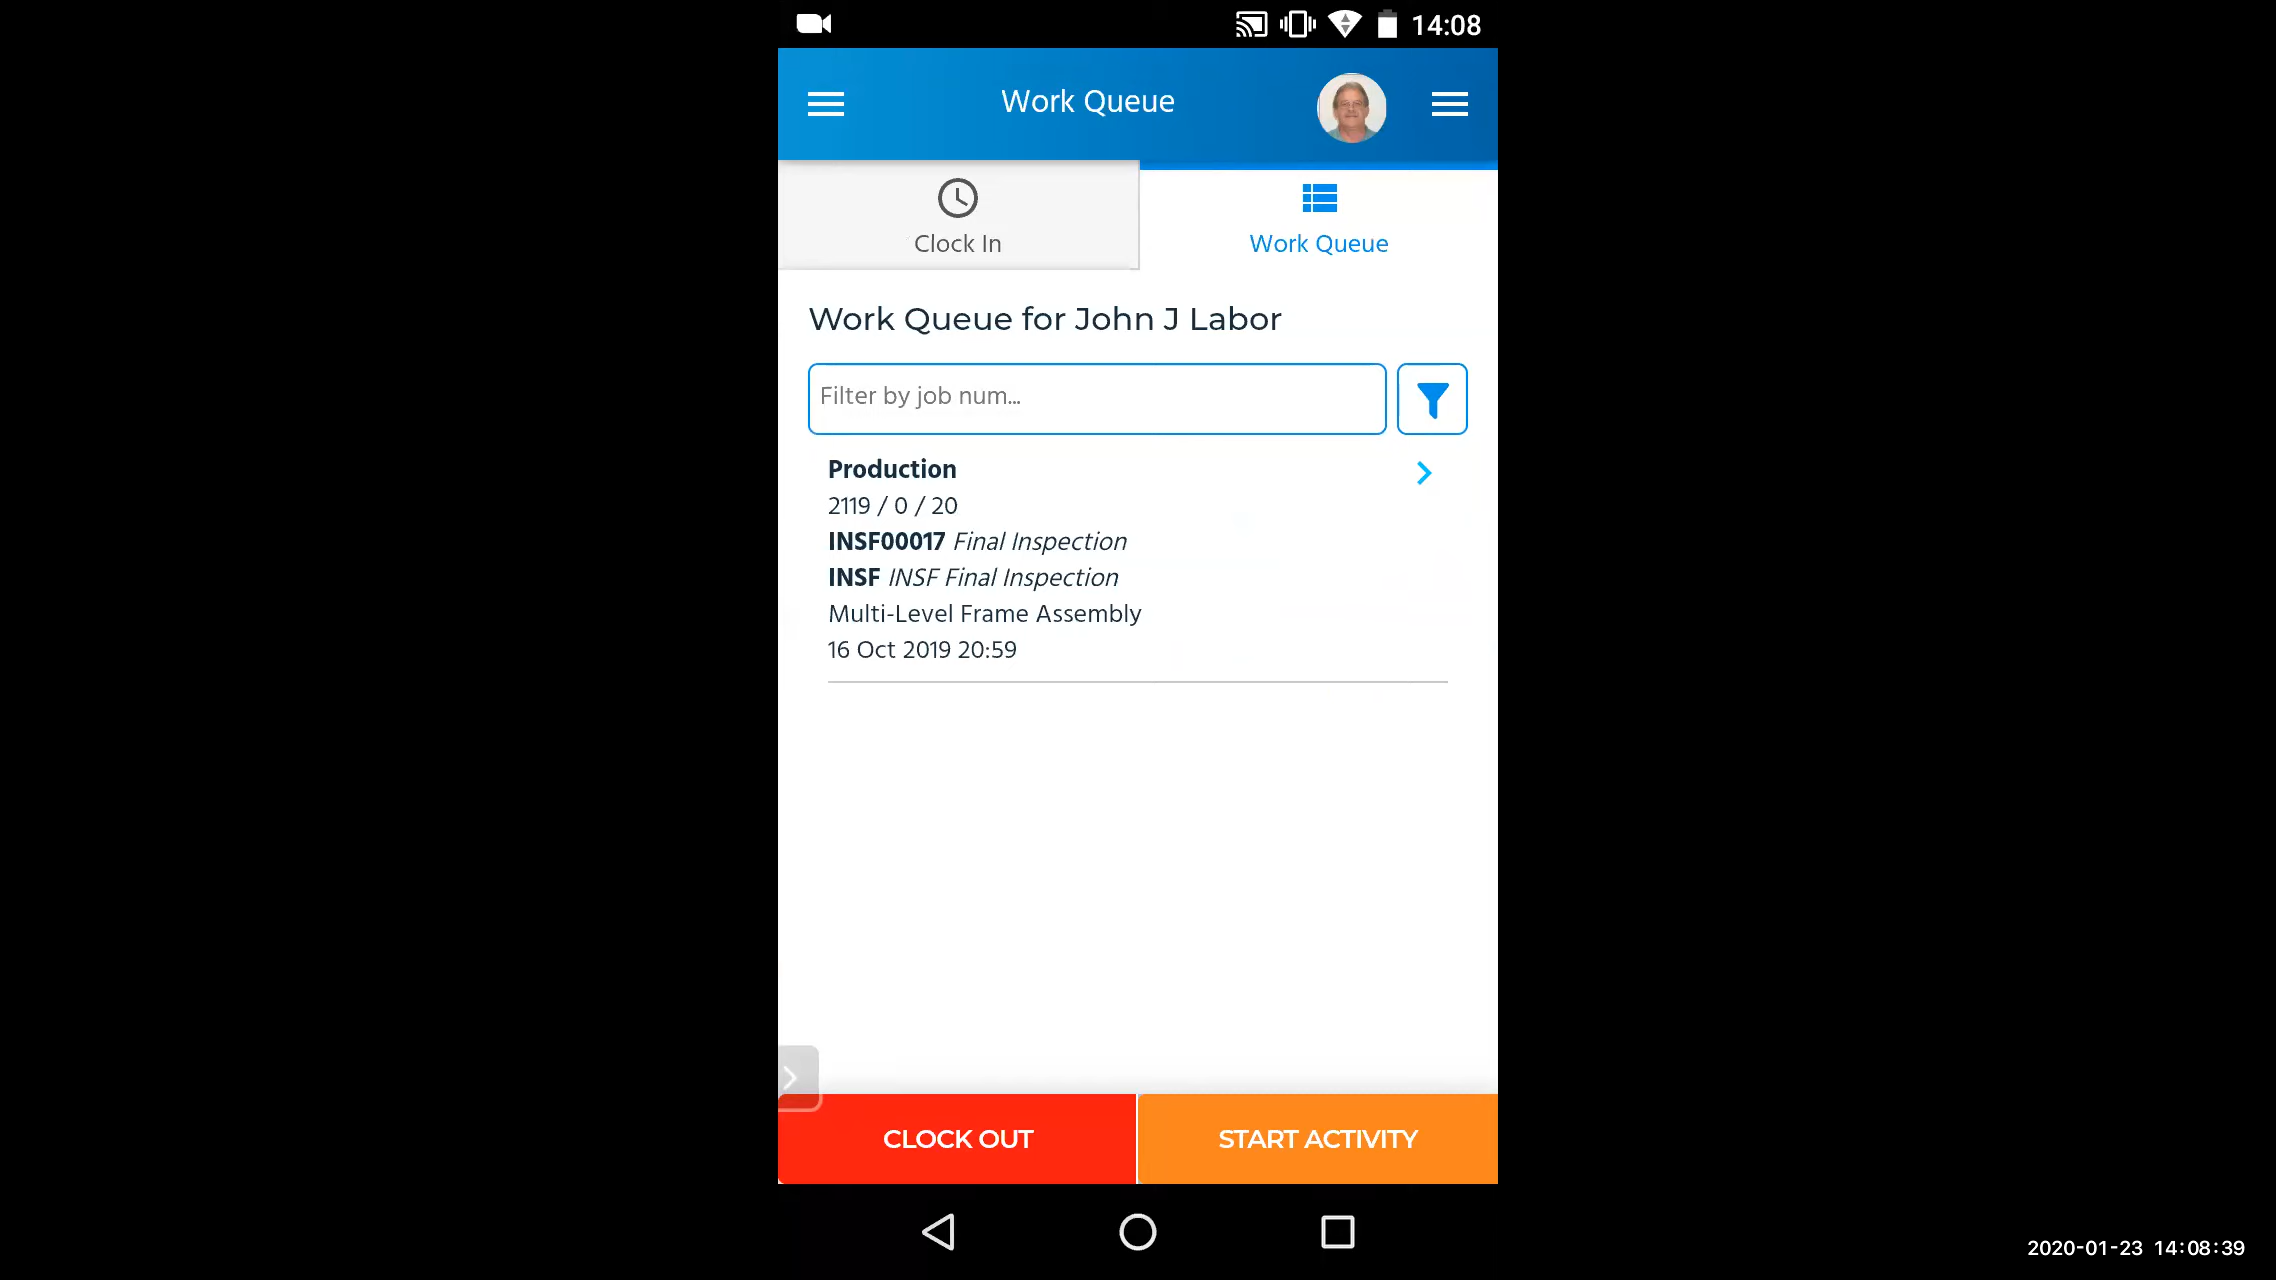 14:08
Work Queue
Clock In
Work Queue
Work Queue for John J Labor
Filter by job num...
Production
2119 / 0 / 20
INSF00017 Final Inspection
INSF INSF Final Inspection
Multi-Level Frame Assembly
16 Oct 2019 20:59
CLOCK OUT
START ACTIVITY
2020-01-23 14:08:39